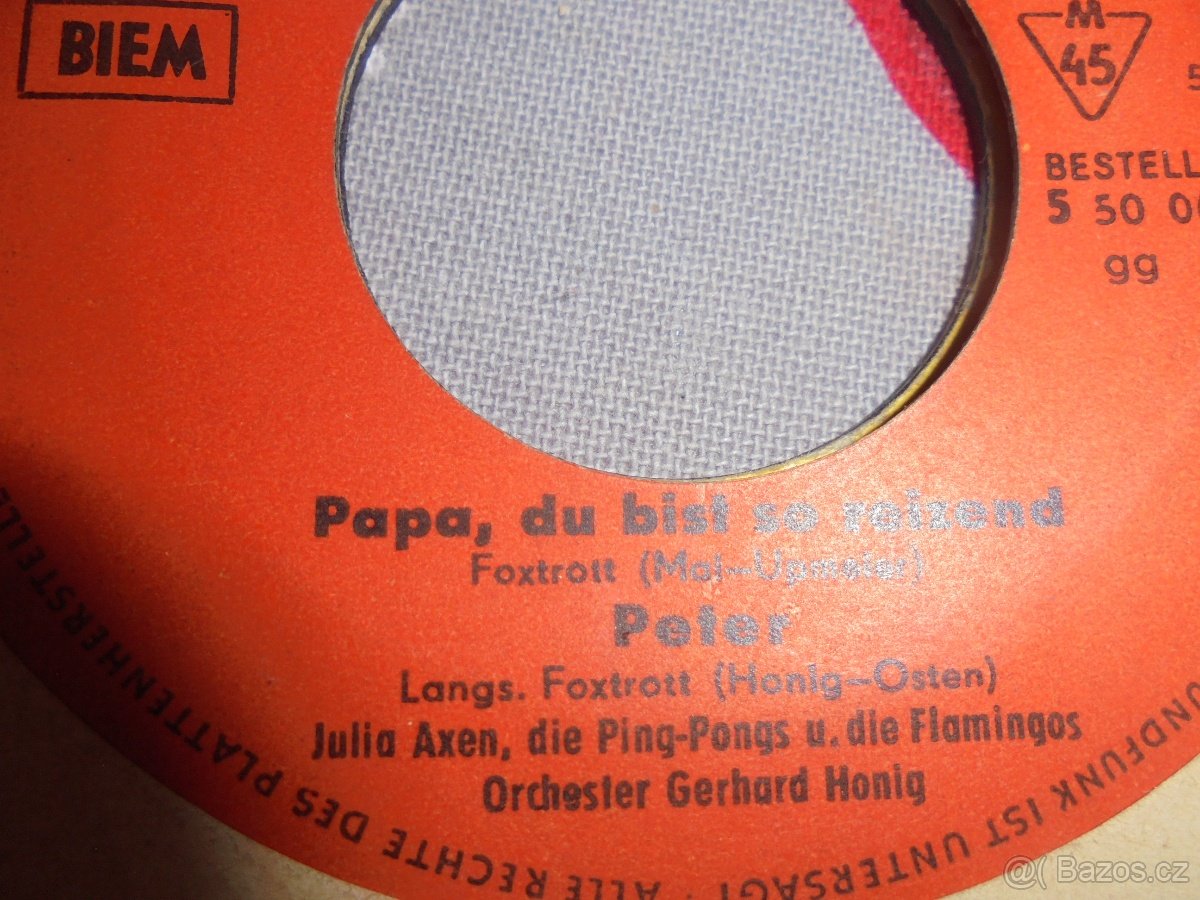 BIEM
M
45
5
BESTELL
5 50 00
gg
Papa, du bist so reizend
Foxtrott (Mai–Upmeier)
Peter
Langs. Foxtrott (Honig–Osten)
Julia Axen, die Ping-Pongs u. die Flamingos
Orchester Gerhard Honig
UNDFUNK IST UNTERSAGT · ALLE RECHTE DES PLATTENHERSTELLE
Bazos.cz